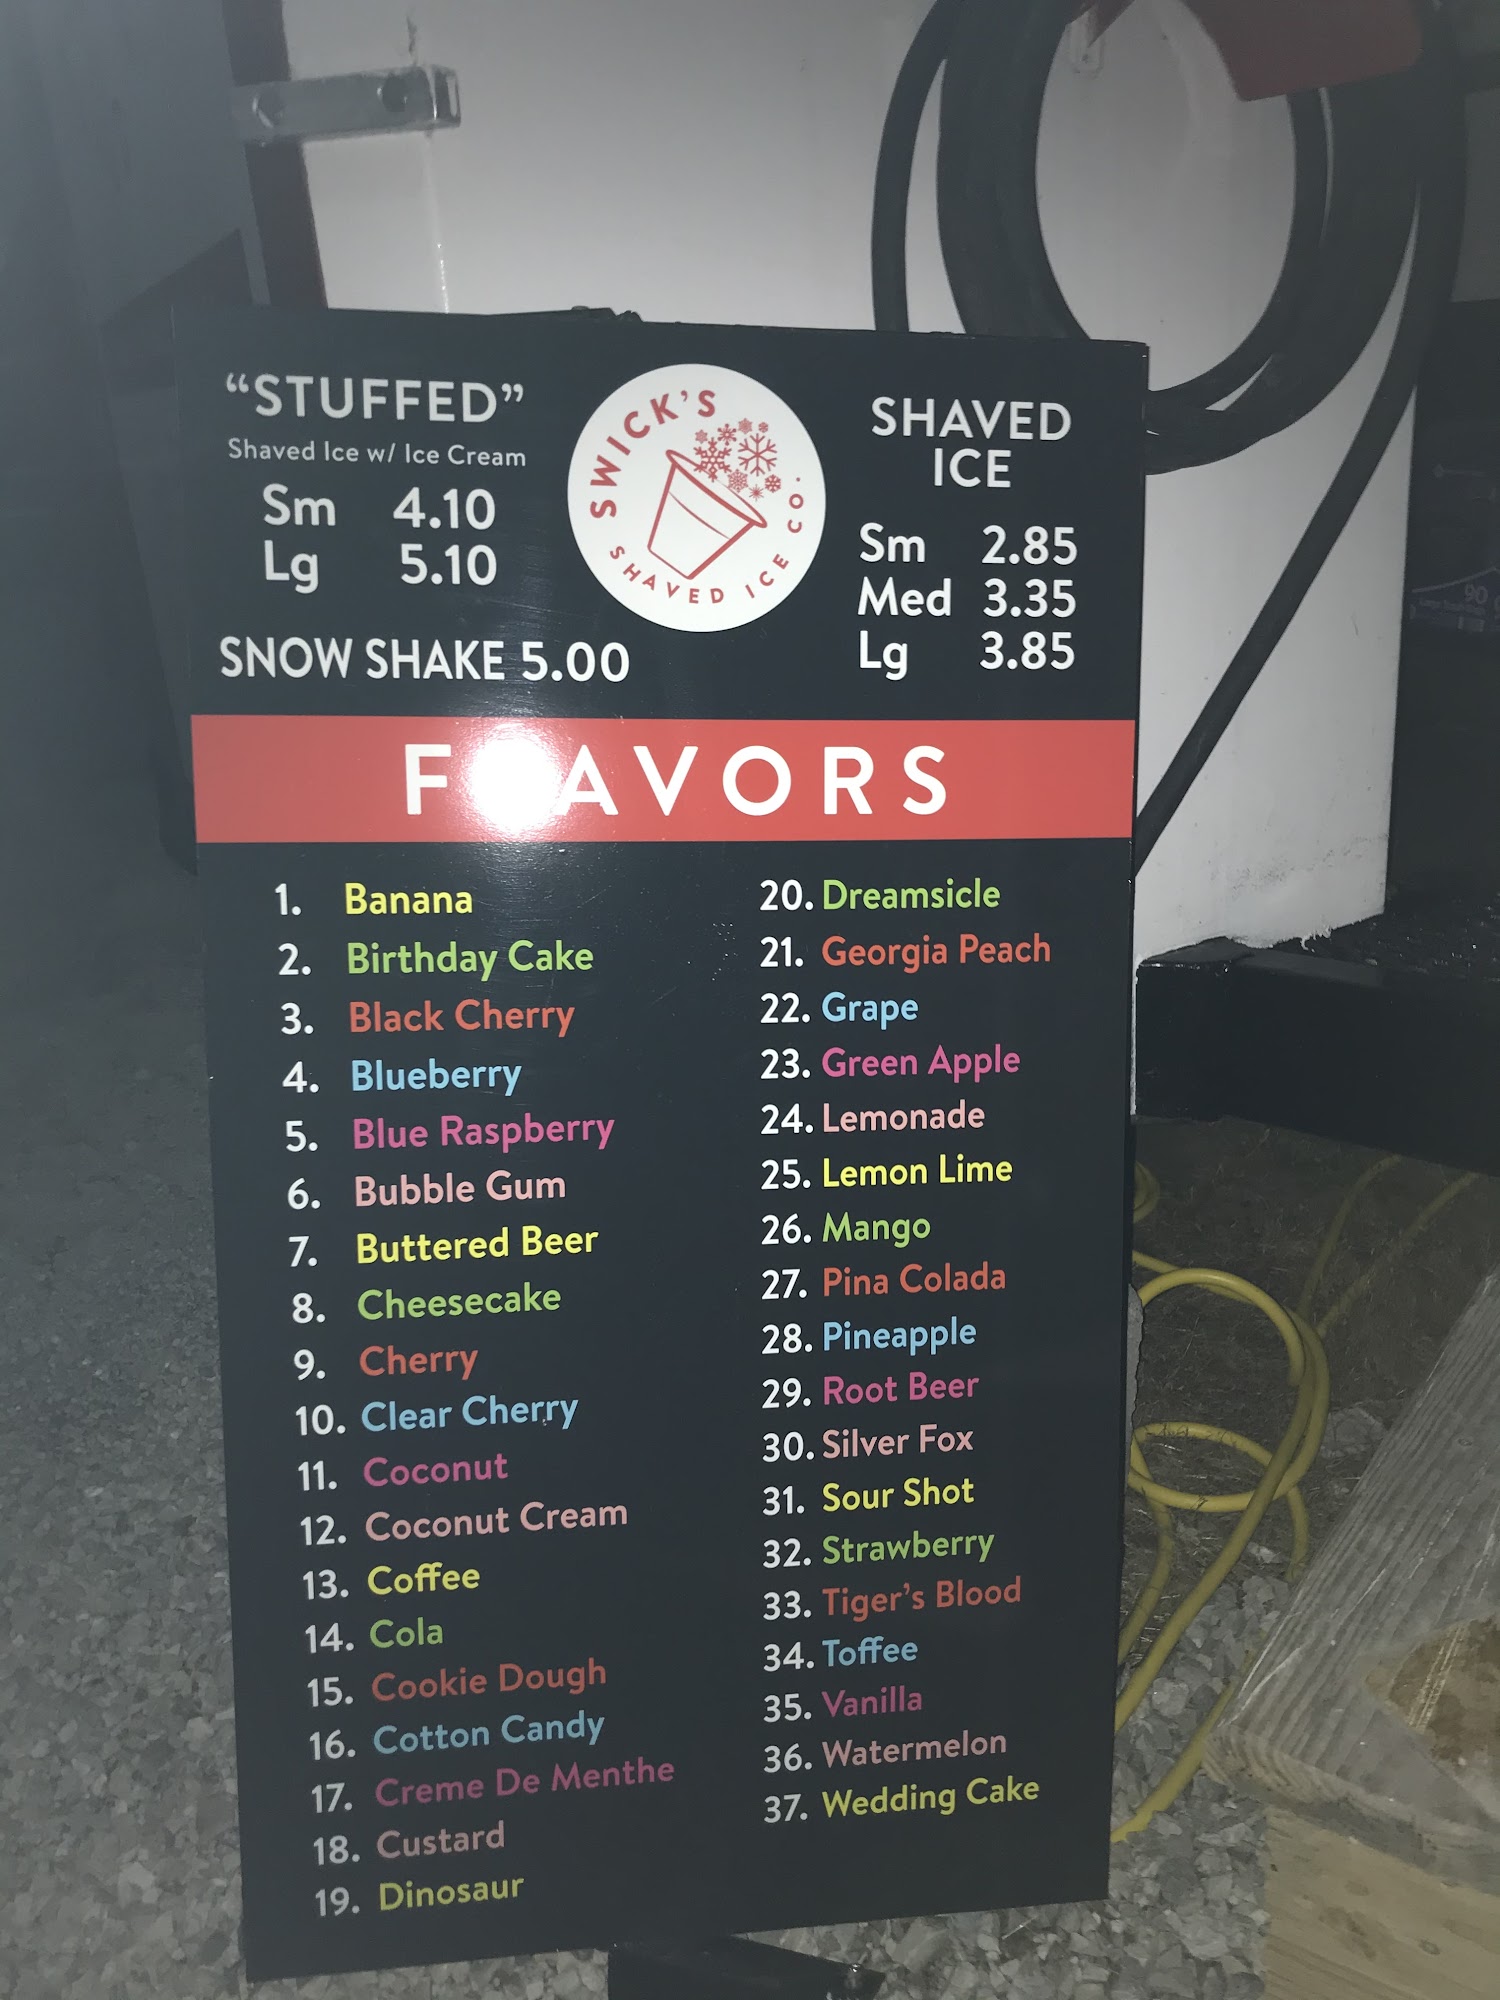 “STUFFED”
Shaved Ice w/ Ice Cream
Sm 4.10
Lg 5.10
SNOW SHAKE 5.00
SWICK'S
SHAVED ICE CO.
SHAVED
ICE
Sm 2.85
Med 3.35
Lg 3.85
FLAVORS
1. Banana
2. Birthday Cake
3. Black Cherry
4. Blueberry
5. Blue Raspberry
6. Bubble Gum
7. Buttered Beer
8. Cheesecake
9. Cherry
10. Clear Cherry
11. Coconut
12. Coconut Cream
13. Coffee
14. Cola
15. Cookie Dough
16. Cotton Candy
17. Creme De Menthe
18. Custard
19. Dinosaur
20. Dreamsicle
21. Georgia Peach
22. Grape
23. Green Apple
24. Lemonade
25. Lemon Lime
26. Mango
27. Pina Colada
28. Pineapple
29. Root Beer
30. Silver Fox
31. Sour Shot
32. Strawberry
33. Tiger's Blood
34. Toffee
35. Vanilla
36. Watermelon
37. Wedding Cake
90